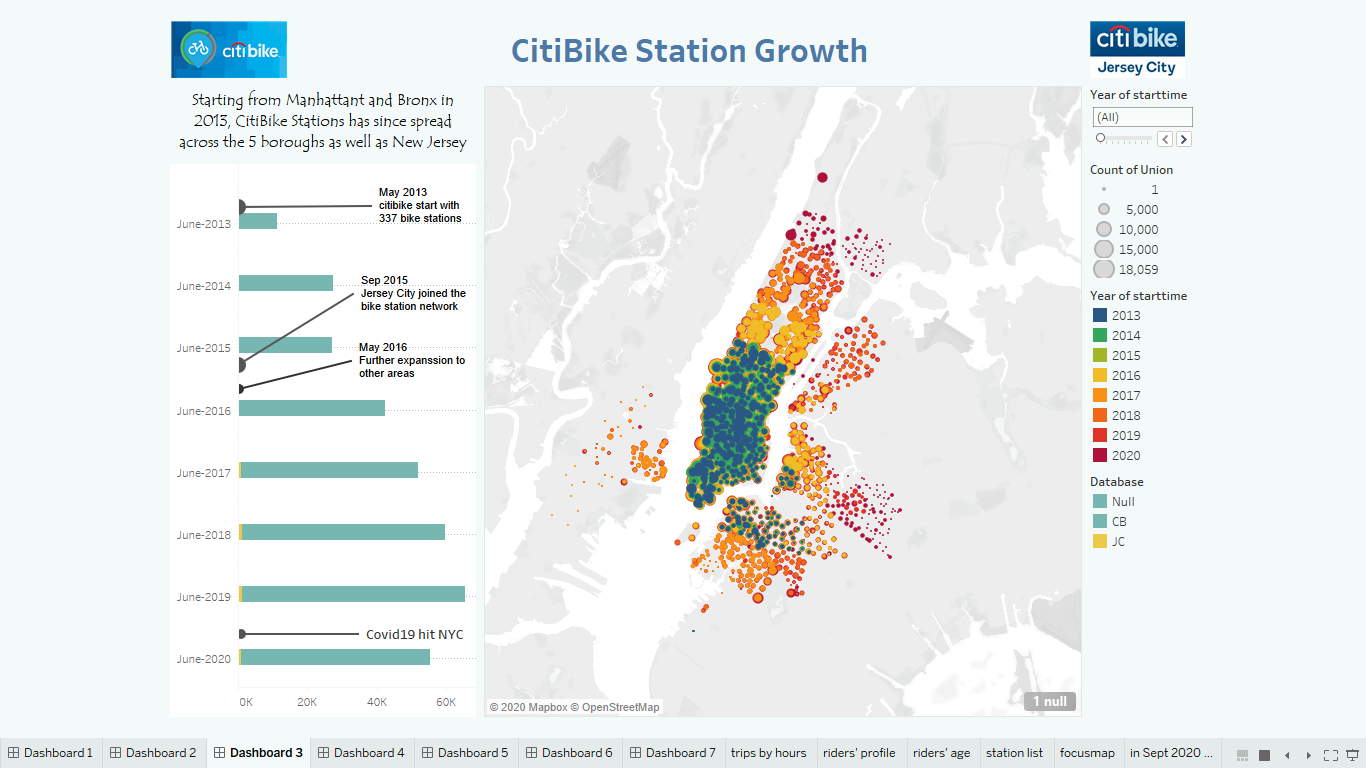 citi bike
CitiBike Station Growth
citi bike
Jersey City
Starting from Manhattant and Bronx in
2013, CitiBike Stations has since spread
across the 5 boroughs as well as New Jersey
May 2013
citibike start with
337 bike stations
June-2013
Sep 2015
Jersey City joined the
bike station network
June-2014
May 2016
Further expanssion to
other areas
June-2015
June-2016
June-2017
June-2018
June-2019
Covid19 hit NYC
June-2020
0K 20K 40K 60K
© 2020 Mapbox © OpenStreetMap
1 null
Year of starttime
(All)
Count of Union
1
5,000
10,000
15,000
18,059
Year of starttime
2013
2014
2015
2016
2017
2018
2019
2020
Database
Null
CB
JC
Dashboard 1 Dashboard 2 Dashboard 3 Dashboard 4 Dashboard 5 Dashboard 6 Dashboard 7 trips by hours riders' profile riders' age station list focusmap in Sept 2020 ...